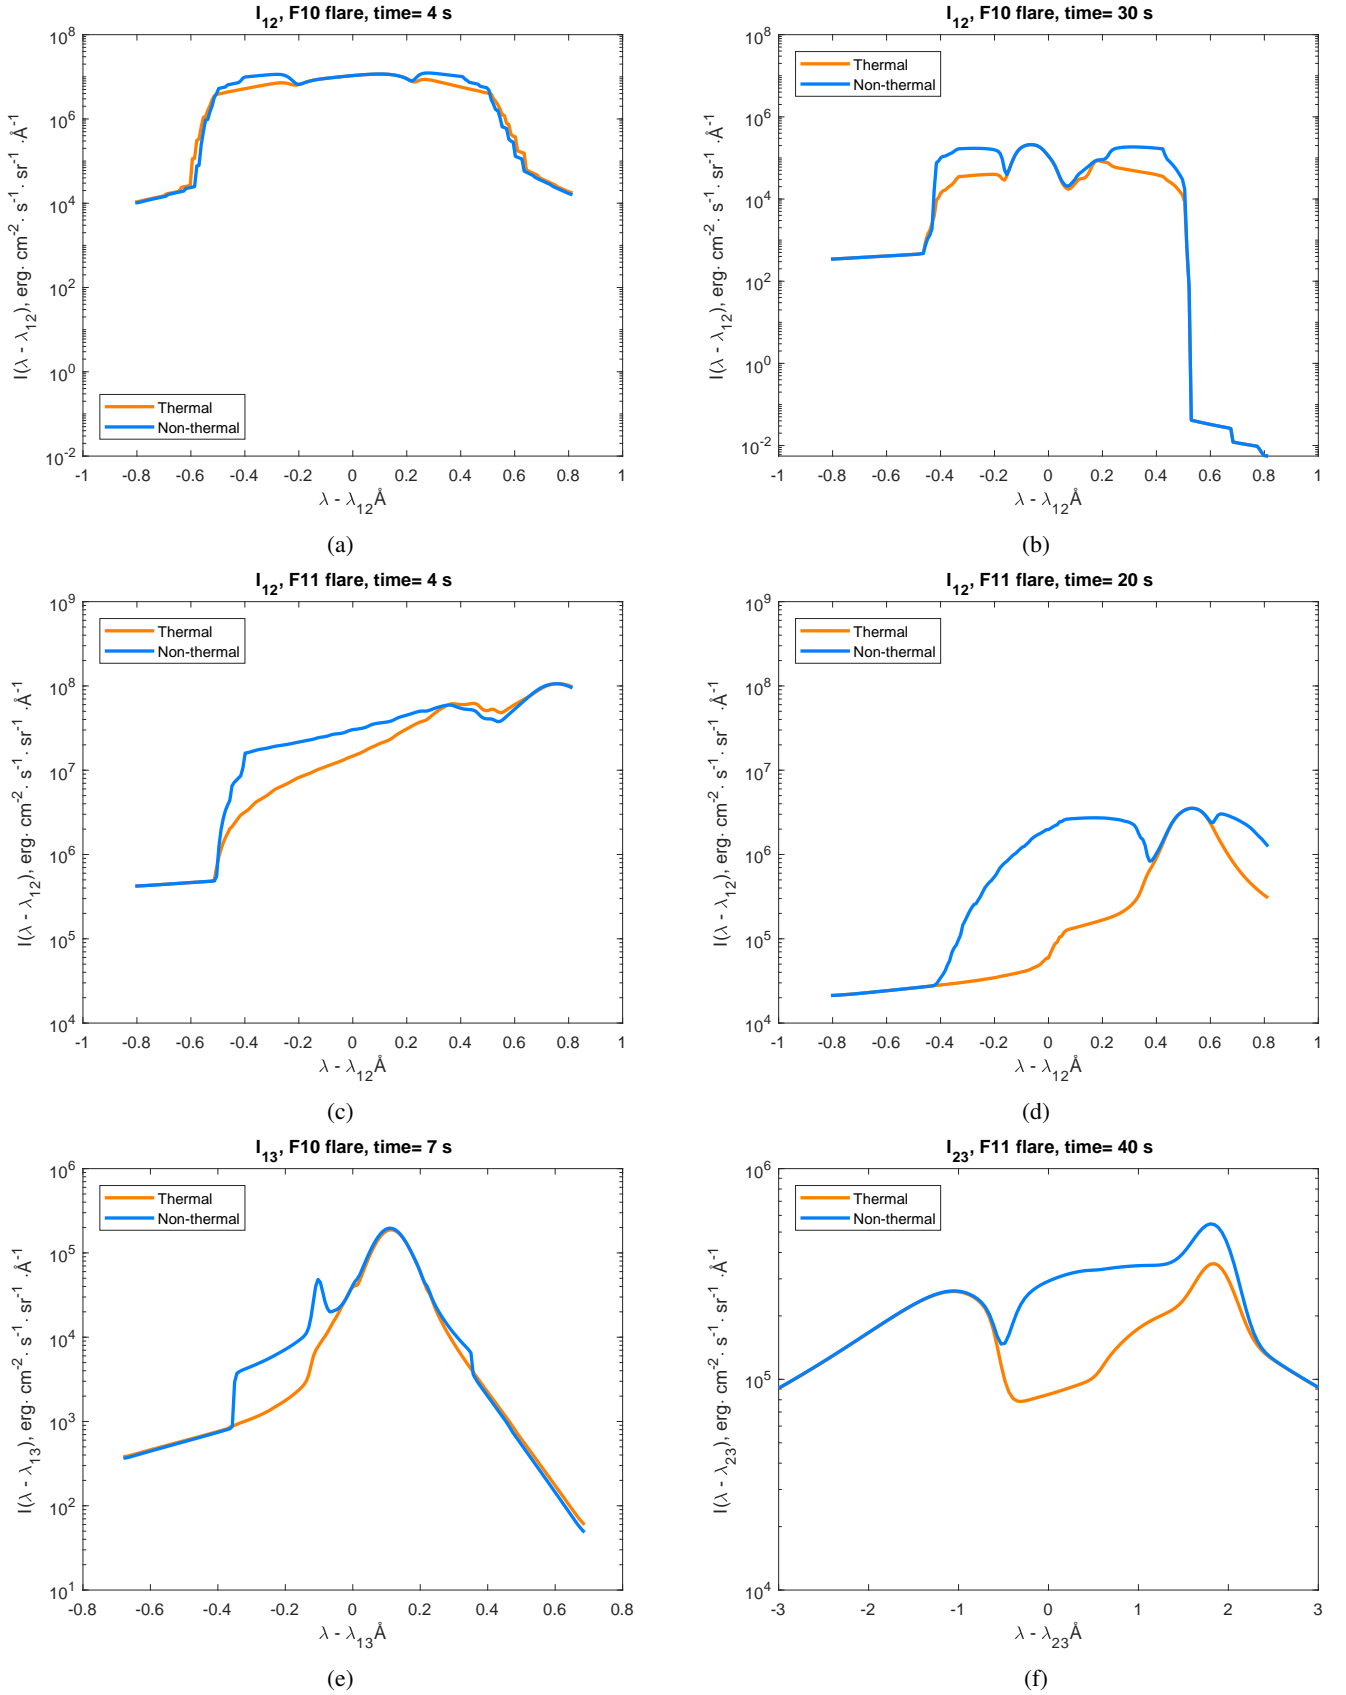 I12, F10 flare, time= 4 s
10^8
10^6
10^4
10^2
10^0
10^-2
I(λ - λ12), erg· cm-2· s-1· sr-1 ·Å-1
Thermal
Non-thermal
-1 -0.8 -0.6 -0.4 -0.2 0 0.2 0.4 0.6 0.8 1
λ - λ12Å
(a)
I12, F10 flare, time= 30 s
10^8
10^6
10^4
10^2
10^0
10^-2
I(λ - λ12), erg· cm-2· s-1· sr-1 ·Å-1
Thermal
Non-thermal
-1 -0.8 -0.6 -0.4 -0.2 0 0.2 0.4 0.6 0.8 1
λ - λ12Å
(b)
I12, F11 flare, time= 4 s
10^9
10^8
10^7
10^6
10^5
10^4
I(λ - λ12), erg· cm-2· s-1· sr-1 ·Å-1
Thermal
Non-thermal
-1 -0.8 -0.6 -0.4 -0.2 0 0.2 0.4 0.6 0.8 1
λ - λ12Å
(c)
I12, F11 flare, time= 20 s
10^9
10^8
10^7
10^6
10^5
10^4
I(λ - λ12), erg· cm-2· s-1· sr-1 ·Å-1
Thermal
Non-thermal
-1 -0.8 -0.6 -0.4 -0.2 0 0.2 0.4 0.6 0.8 1
λ - λ12Å
(d)
I13, F10 flare, time= 7 s
10^6
10^5
10^4
10^3
10^2
10^1
I(λ - λ13), erg· cm-2· s-1· sr-1 ·Å-1
Thermal
Non-thermal
-0.8 -0.6 -0.4 -0.2 0 0.2 0.4 0.6 0.8
λ - λ13Å
(e)
I23, F11 flare, time= 40 s
10^6
10^5
10^4
I(λ - λ23), erg· cm-2· s-1· sr-1 ·Å-1
Thermal
Non-thermal
-3 -2 -1 0 1 2 3
λ - λ23Å
(f)